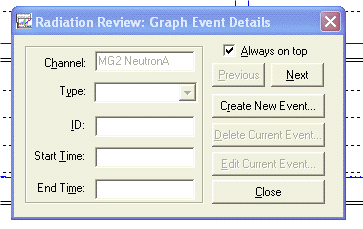 Radiation Review: Graph Event Details
Channel: MG2 NeutronA
Type:
ID:
Start Time:
End Time:
Always on top
Previous Next
Create New Event...
Delete Current Event...
Edit Current Event...
Close